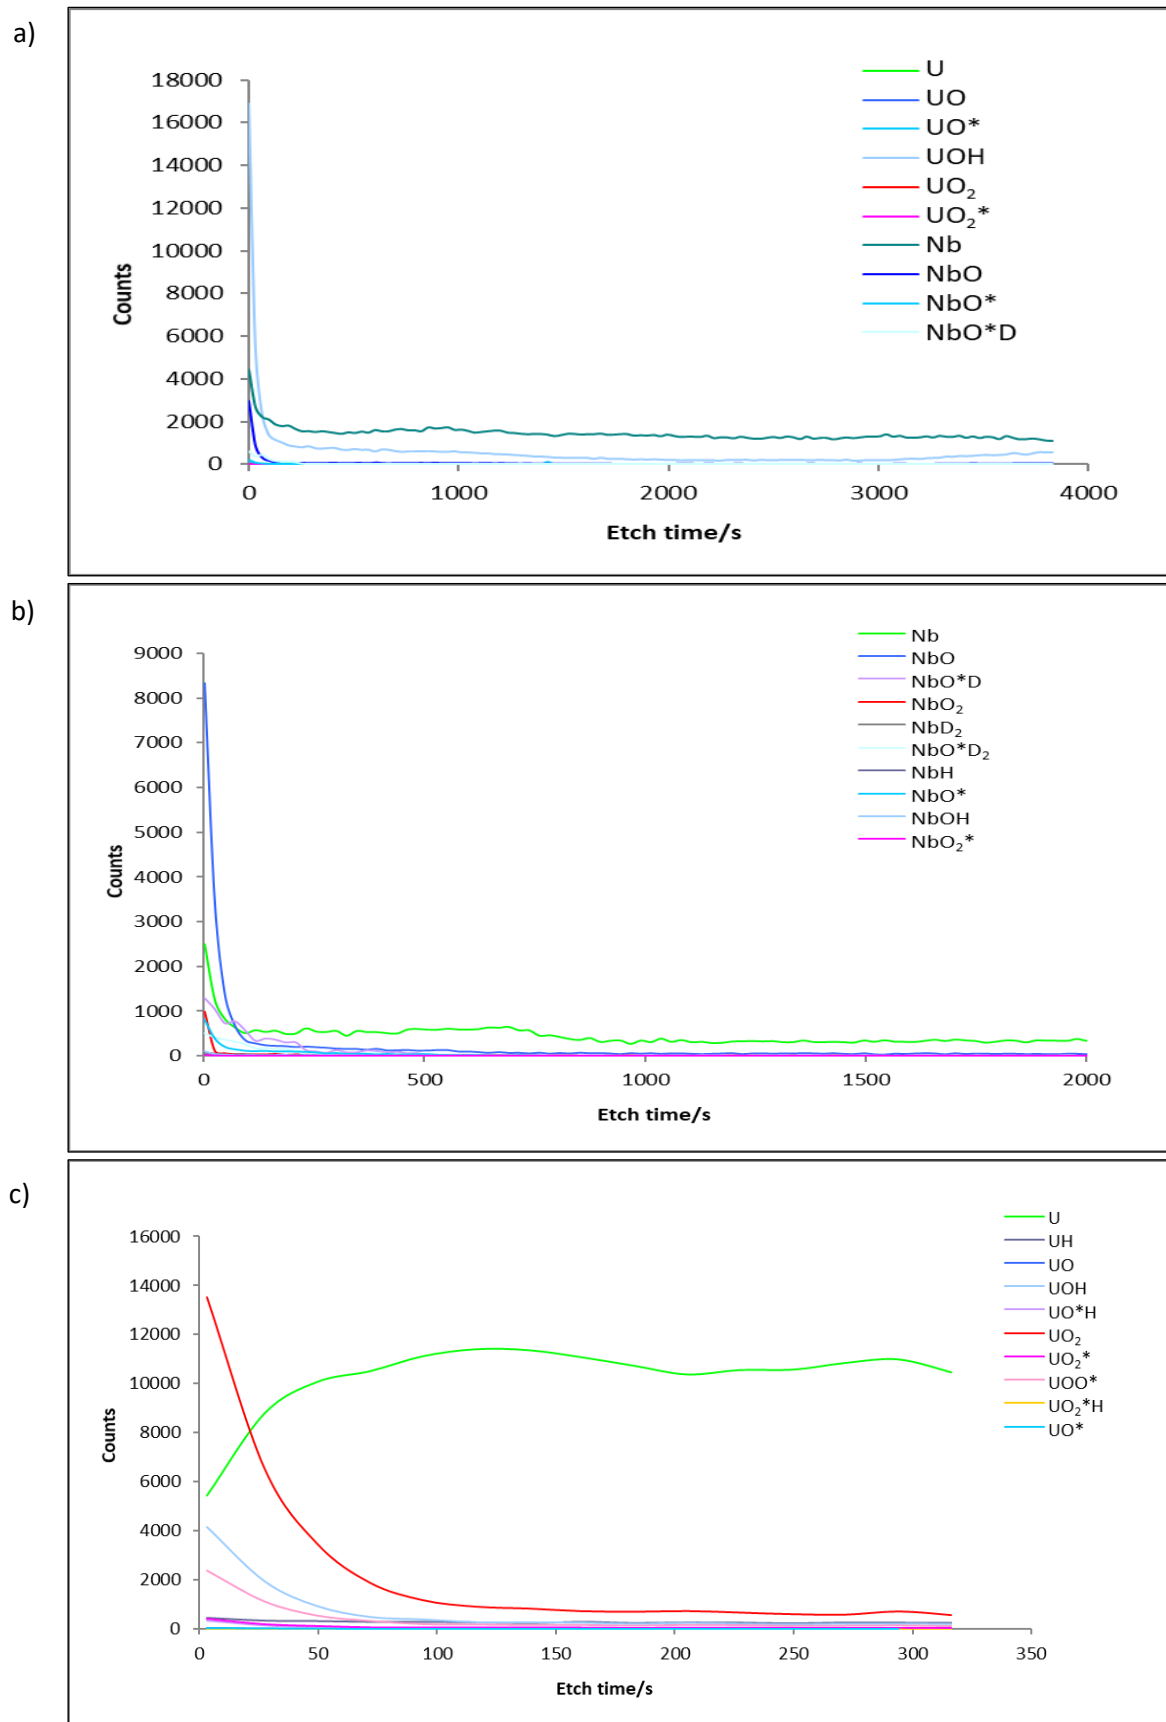 a)
18000
16000
14000
12000
10000
8000
6000
4000
2000
0
Counts
0 1000 2000 3000 4000
Etch time/s
U
UO
UO*
UOH
UO₂
UO₂*
Nb
NbO
NbO*
NbO*D
b)
9000
8000
7000
6000
5000
4000
3000
2000
1000
0
Counts
0 500 1000 1500 2000
Etch time/s
Nb
NbO
NbO*D
NbO₂
NbD₂
NbO*D₂
NbH
NbO*
NbOH
NbO₂*
c)
16000
14000
12000
10000
8000
6000
4000
2000
0
Counts
0 50 100 150 200 250 300 350
Etch time/s
U
UH
UO
UOH
UO*H
UO₂
UO₂*
UOO*
UO₂*H
UO*